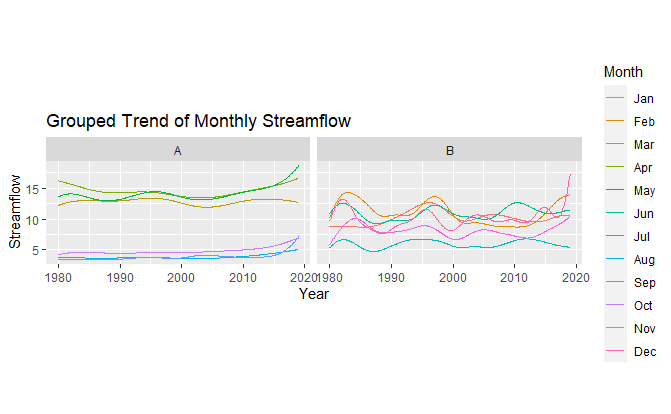 Grouped Trend of Monthly Streamflow
A B
Streamflow
15
10
5
1980 1990 2000 2010 2020 1980 1990 2000 2010 2020
Year
Month
Jan
Feb
Mar
Apr
May
Jun
Jul
Aug
Sep
Oct
Nov
Dec